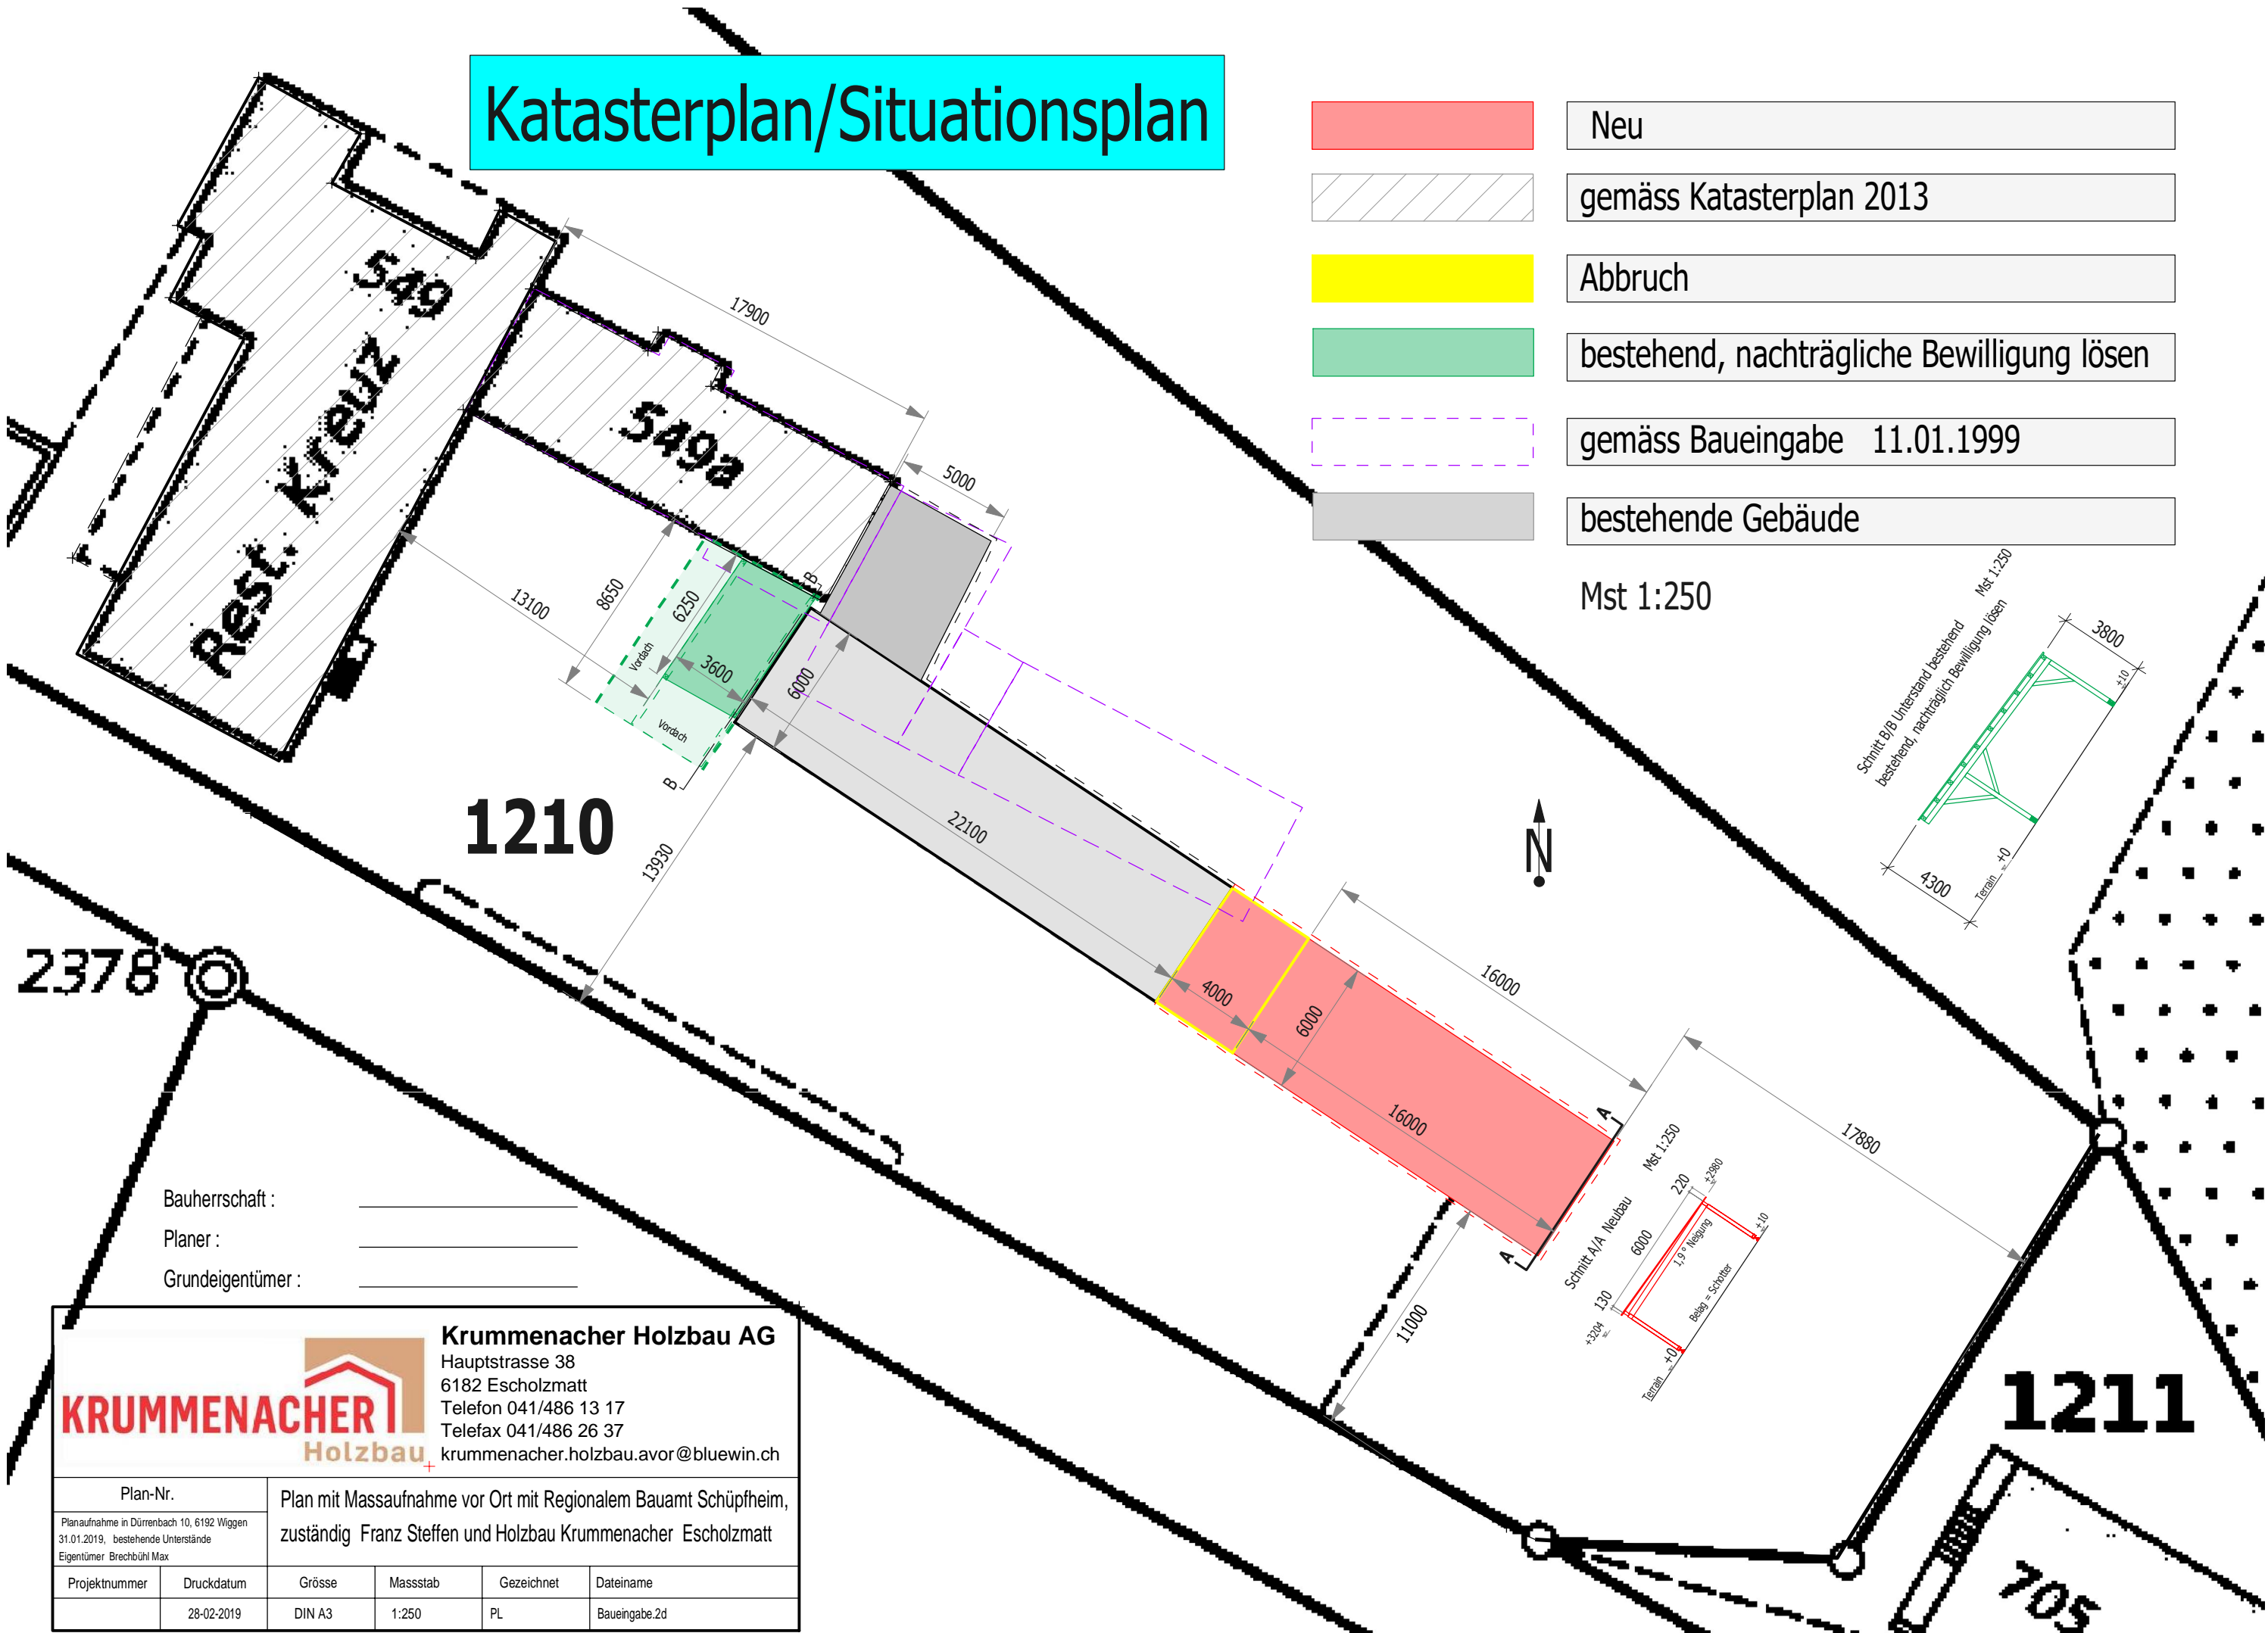 Katasterplan/Situationsplan
Neu
gemäss Katasterplan 2013
Abbruch
bestehend, nachträgliche Bewilligung lösen
gemäss Baueingabe 11.01.1999
bestehende Gebäude
Mst 1:250
549
Rest. Kreuz
549a
17900
5000
13100
8650
6250
3600
6000
Vordach
Vordach
B
B
1210
13930
22100
4000
6000
16000
16000
17880
11000
A
A
N
2378
1211
705
Schnitt B/B Unterstand bestehend
bestehend, nachträglich Bewilligung lösen
Mst 1:250
3800
+10
4300
Terrain +0
Schnitt A/A Neubau
Mst 1:250
220
+2980
6000
1,9° Neigung
130
+3204
+10
Belag = Schotter
Terrain +0
Bauherrschaft :
Planer :
Grundeigentümer :
KRUMMENACHER
Holzbau
Krummenacher Holzbau AG
Hauptstrasse 38
6182 Escholzmatt
Telefon 041/486 13 17
Telefax 041/486 26 37
krummenacher.holzbau.avor@bluewin.ch
Plan-Nr.
Planaufnahme in Dürrenbach 10, 6192 Wiggen
31.01.2019, bestehende Unterstände
Eigentümer Brechbühl Max
Plan mit Massaufnahme vor Ort mit Regionalem Bauamt Schüpfheim,
zuständig Franz Steffen und Holzbau Krummenacher Escholzmatt
Projektnummer Druckdatum Grösse Massstab Gezeichnet Dateiname
28-02-2019 DIN A3 1:250 PL Baueingabe.2d